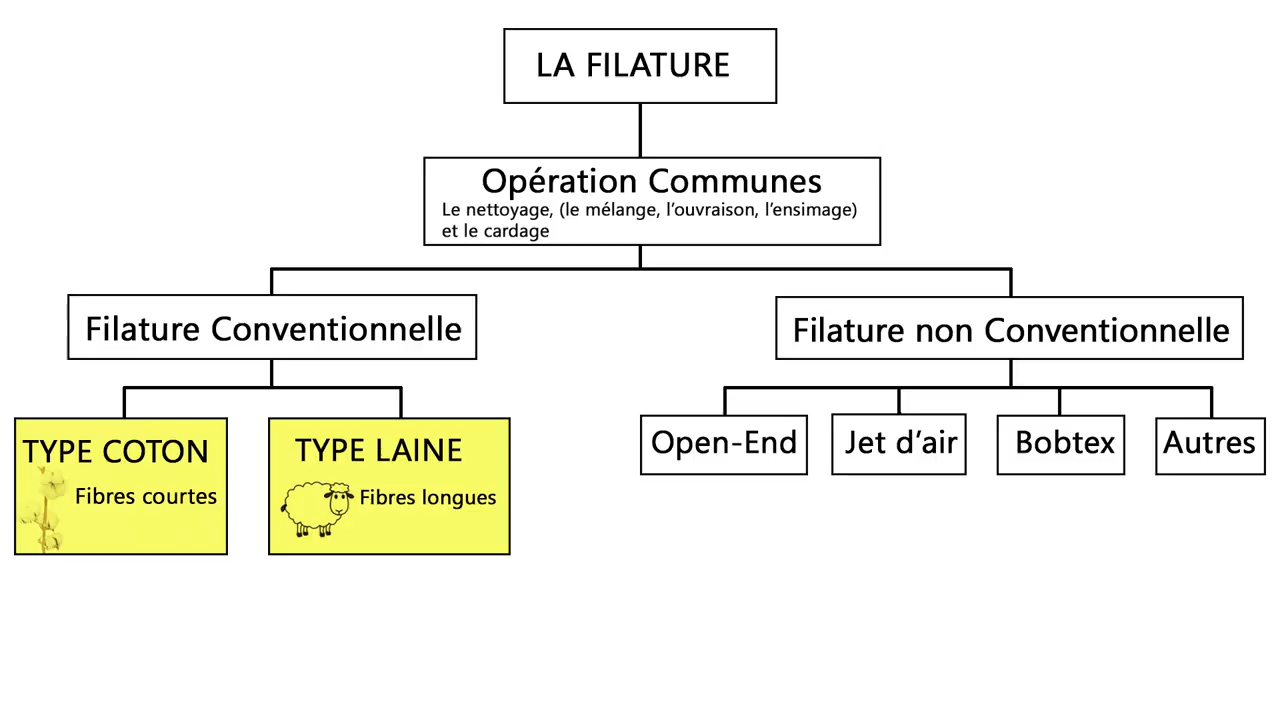 LA FILATURE
Opération Communes
Le nettoyage, (le mélange, l'ouvraison, l'ensimage)
et le cardage
Filature Conventionnelle
Filature non Conventionnelle
TYPE COTON
Fibres courtes
TYPE LAINE
Fibres longues
Open-End
Jet d'air
Bobtex
Autres